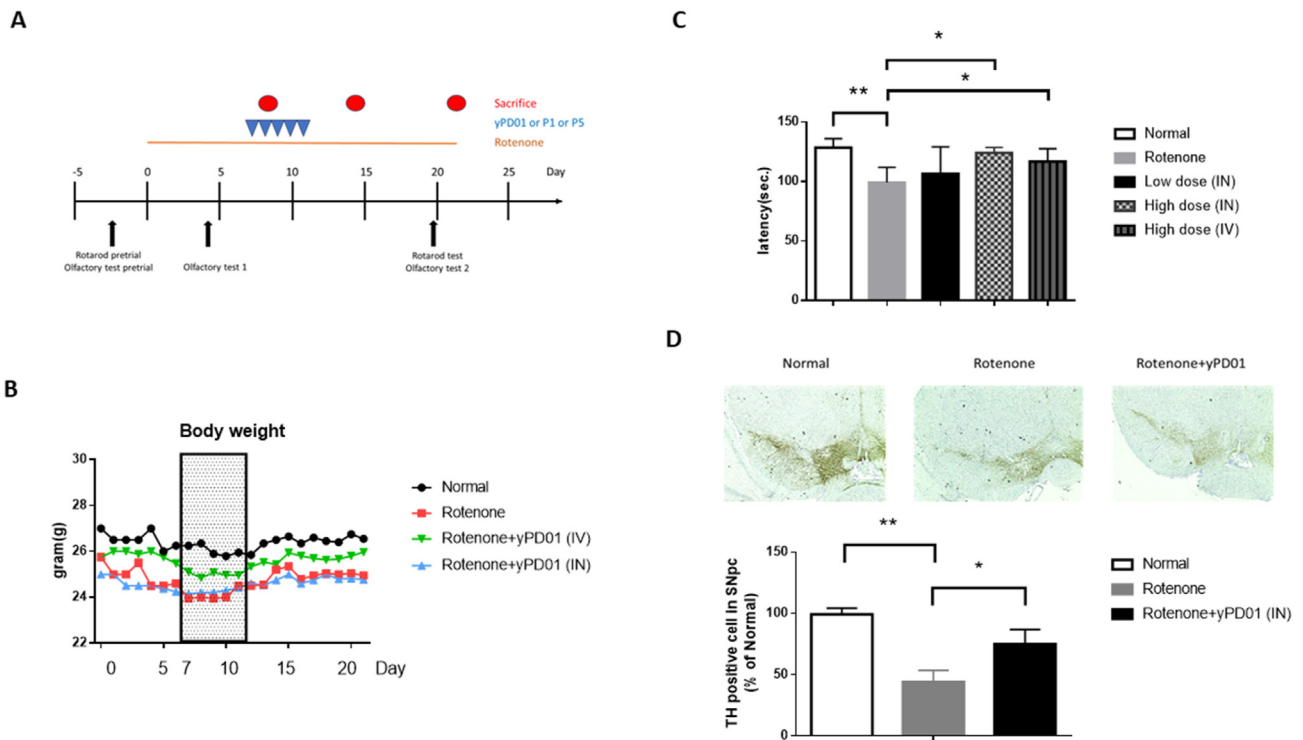 A
Sacrifice
yPD01 or P1 or P5
Rotenone
-5 0 5 10 15 20 25 Day
Rotarod pretrial
Olfactory test pretrial
Olfactory test 1
Rotarod test
Olfactory test 2
B
Body weight
gram(g)
30
28
26
24
22
0 5 7 10 15 20 Day
Normal
Rotenone
Rotenone+yPD01 (IV)
Rotenone+yPD01 (IN)
C
*
*
**
latency(sec.)
150
100
50
0
Normal
Rotenone
Low dose (IN)
High dose (IN)
High dose (IV)
D
Normal Rotenone Rotenone+yPD01
**
*
TH positive cell in SNpc
(% of Normal)
150
100
50
0
Normal
Rotenone
Rotenone+yPD01 (IN)